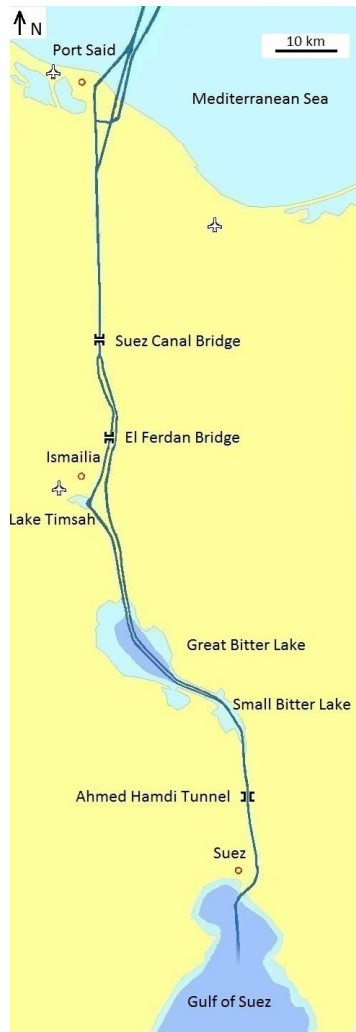 N
10 km
Port Said
Mediterranean Sea
Suez Canal Bridge
El Ferdan Bridge
Ismailia
Lake Timsah
Great Bitter Lake
Small Bitter Lake
Ahmed Hamdi Tunnel
Suez
Gulf of Suez